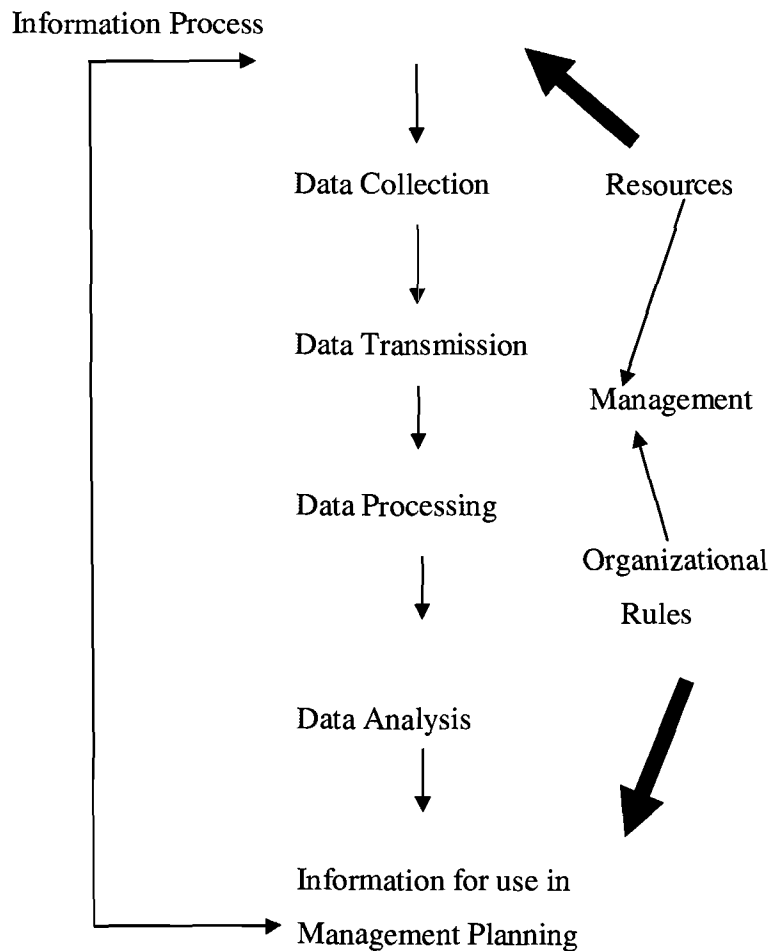 Information Process
Data Collection
Resources
Data Transmission
Management
Data Processing
Organizational
Rules
Data Analysis
Information for use in
Management Planning